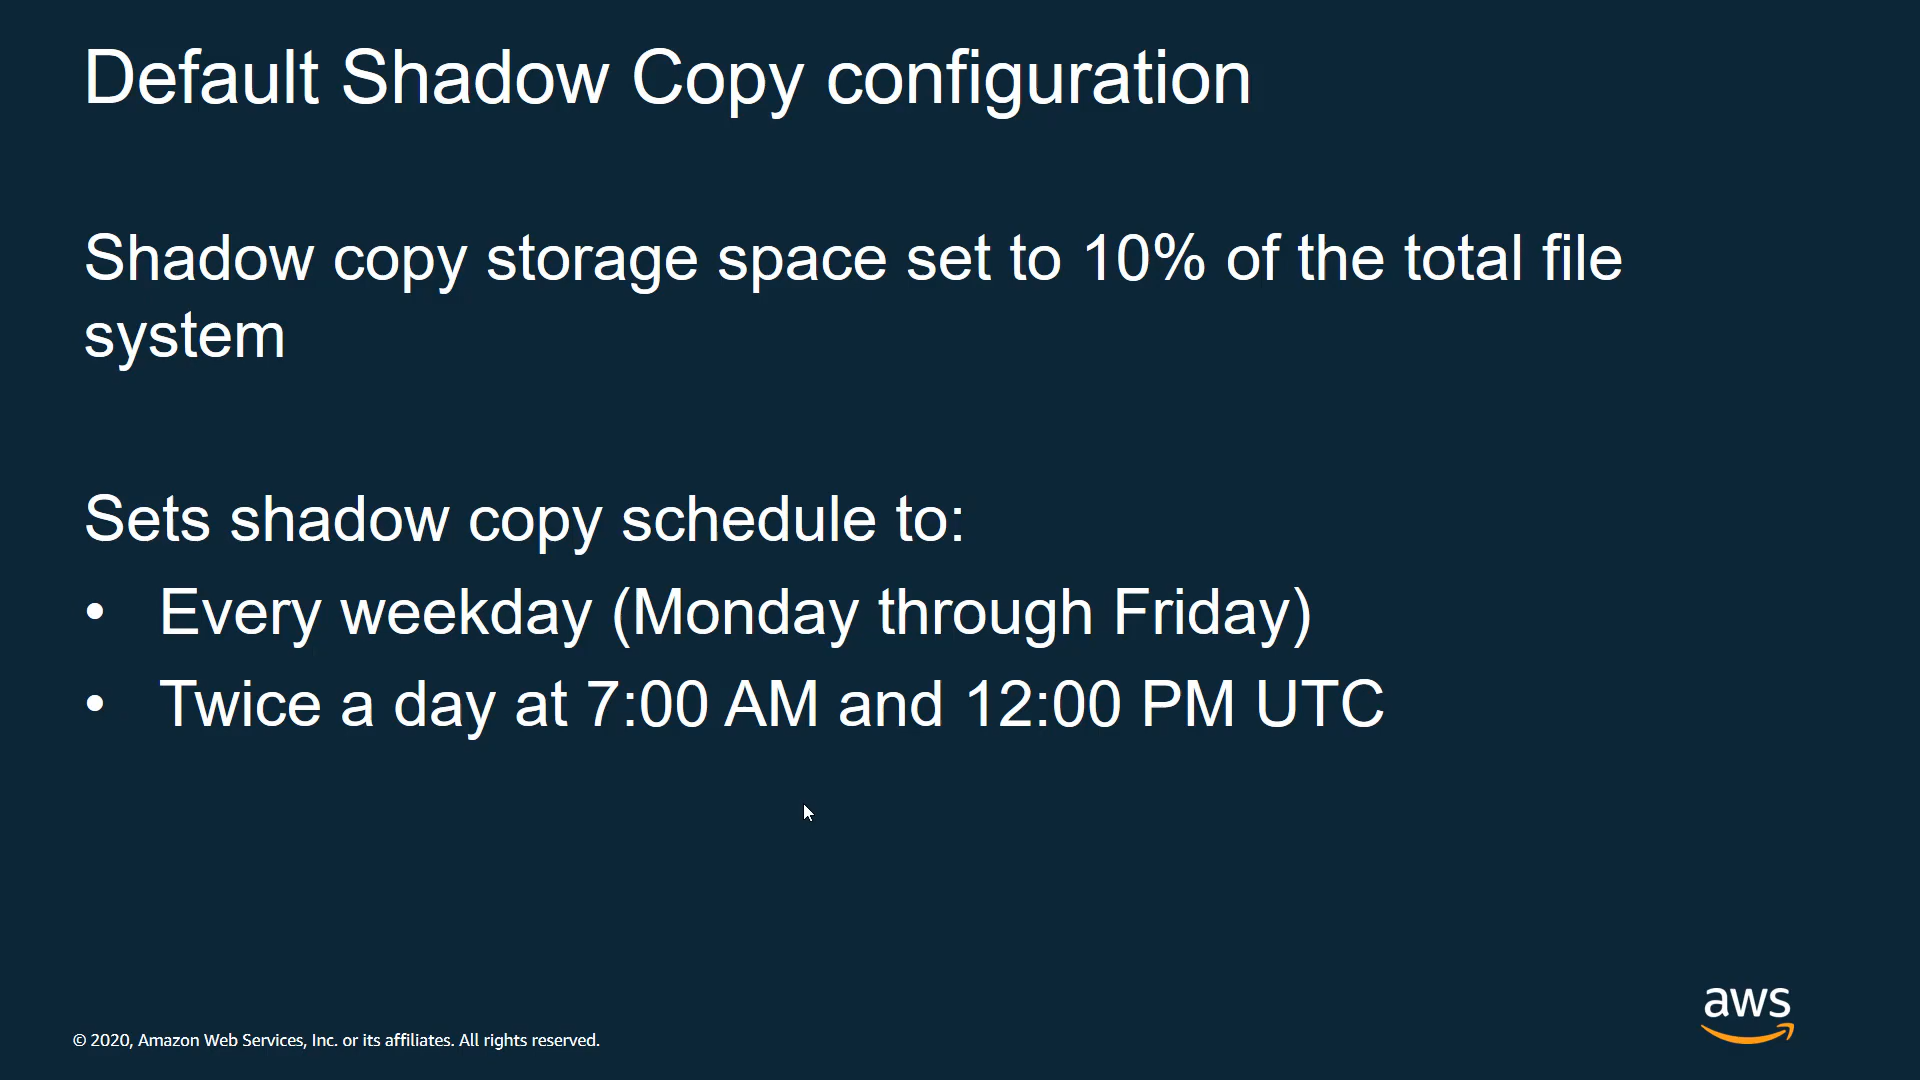 Default Shadow Copy configuration
Shadow copy storage space set to 10% of the total file
system
Sets shadow copy schedule to:
• Every weekday (Monday through Friday)
• Twice a day at 7:00 AM and 12:00 PM UTC
© 2020, Amazon Web Services, Inc. or its affiliates. All rights reserved.
aws